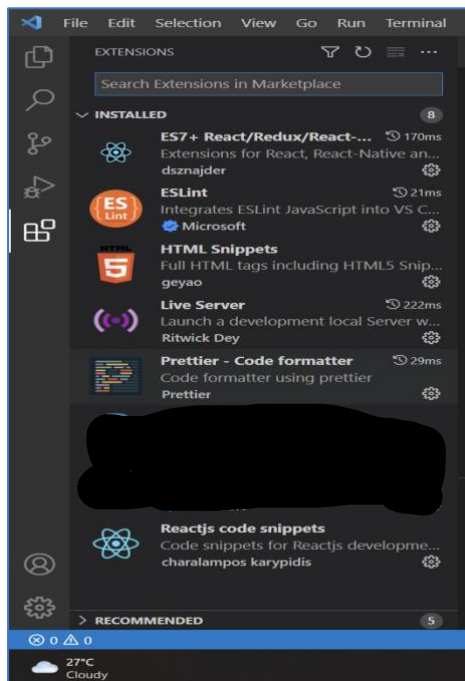 File Edit Selection View Go Run Terminal
EXTENSIONS
Search Extensions in Marketplace
INSTALLED 8
ES7+ React/Redux/React-... 170ms
Extensions for React, React-Native an...
dsznajder
ESLint 21ms
ES Lint
Integrates ESLint JavaScript into VS C...
Microsoft
HTML Snippets
HTML 5
Full HTML tags including HTML5 Snip...
geyao
Live Server 222ms
Launch a development local Server w...
Ritwick Dey
Prettier - Code formatter 29ms
Code formatter using prettier
Prettier
Reactjs code snippets
Code snippets for Reactjs developme...
charalampos karypidis
RECOMMENDED 5
0 0
27°C
Cloudy